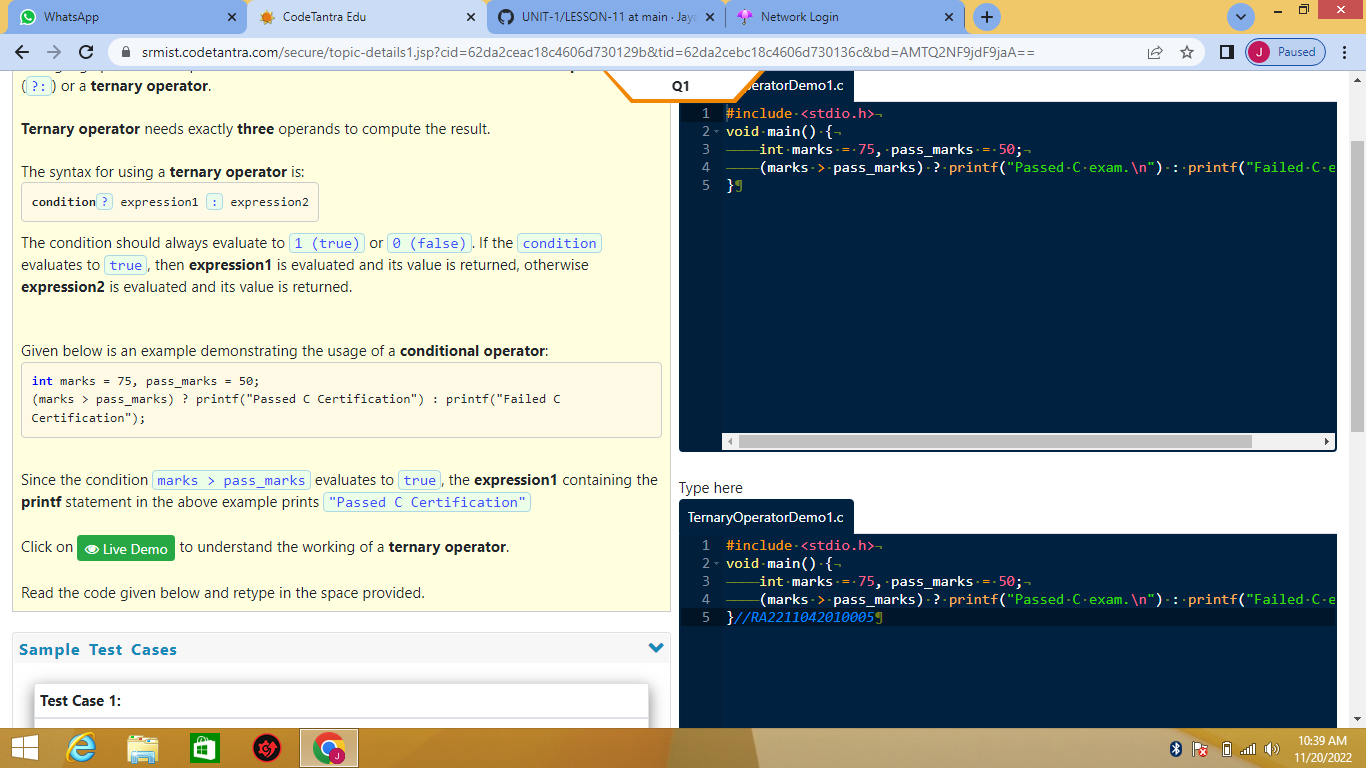 WhatsApp
CodeTantra Edu
UNIT-1/LESSON-11 at main · Jaya
Network Login
srmist.codetantra.com/secure/topic-details1.jsp?cid=62da2ceac18c4606d730129b&tid=62da2cebc18c4606d730136c&bd=AMTQ2NF9jdF9jaA==
J Paused
(?:) or a ternary operator.
Ternary operator needs exactly three operands to compute the result.
The syntax for using a ternary operator is:
condition? expression1 : expression2
The condition should always evaluate to 1 (true) or 0 (false). If the condition
evaluates to true, then expression1 is evaluated and its value is returned, otherwise
expression2 is evaluated and its value is returned.
Given below is an example demonstrating the usage of a conditional operator:
int marks = 75, pass_marks = 50;
(marks > pass_marks) ? printf("Passed C Certification") : printf("Failed C
Certification");
Since the condition marks > pass_marks evaluates to true, the expression1 containing the
printf statement in the above example prints "Passed C Certification"
Click on Live Demo to understand the working of a ternary operator.
Read the code given below and retype in the space provided.
Sample Test Cases
Test Case 1:
Q1
eratorDemo1.c
1 #include <stdio.h>
2 void main() {
3 int marks = 75, pass_marks = 50;
4 (marks > pass_marks) ? printf("Passed C exam.\n") : printf("Failed C e
5 }
Type here
TernaryOperatorDemo1.c
1 #include <stdio.h>
2 void main() {
3 int marks = 75, pass_marks = 50;
4 (marks > pass_marks) ? printf("Passed C exam.\n") : printf("Failed C e
5 }//RA2211042010005
10:39 AM
11/20/2022